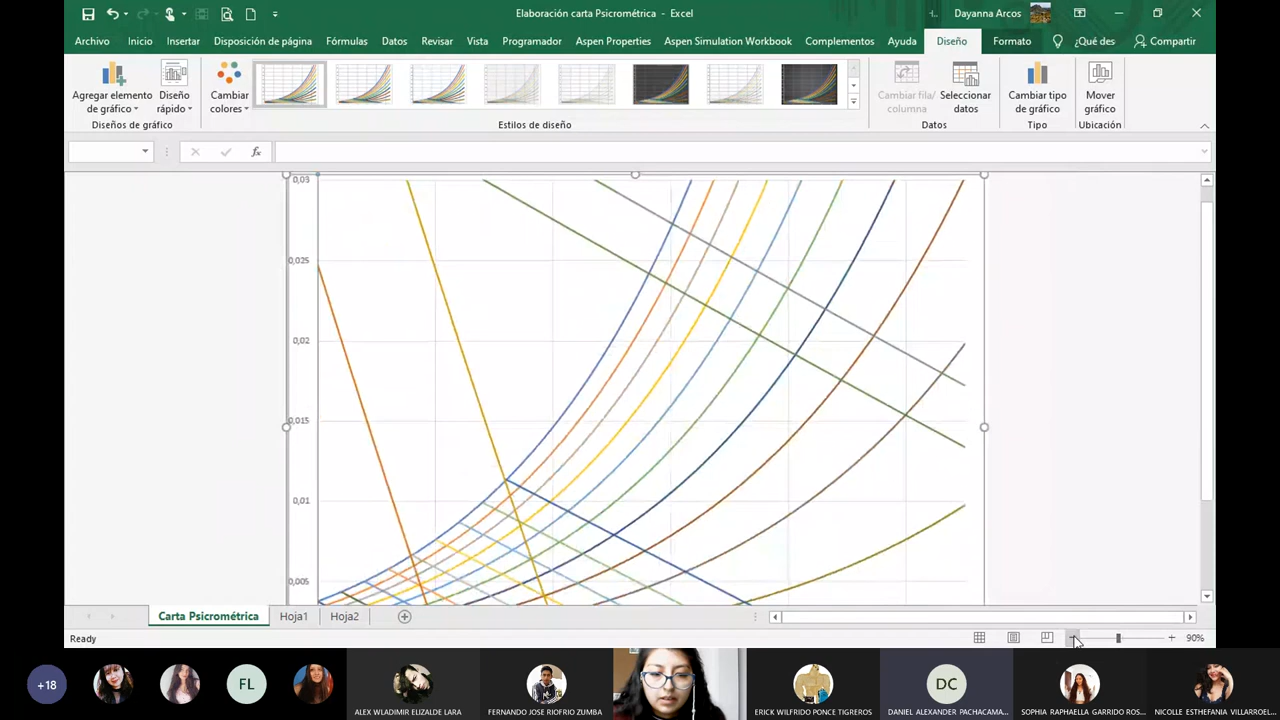 Elaboración carta Psicrométrica - Excel
Dayanna Arcos
Archivo Inicio Insertar Disposición de página Fórmulas Datos Revisar Vista Programador Aspen Properties Aspen Simulation Workbook Complementos Ayuda Diseño Formato ¿Qué des Compartir
Agregar elemento de gráfico
Diseño rápido
Cambiar colores
Cambiar fila/ columna
Seleccionar datos
Cambiar tipo de gráfico
Mover gráfico
Diseños de gráfico Estilos de diseño Datos Tipo Ubicación
fx
0,03
0,025
0,02
0,015
0,01
0,005
Carta Psicrométrica Hoja1 Hoja2
Ready
90%
+18
FL
DC
ALEX WLADIMIR ELIZALDE LARA
FERNANDO JOSE RIOFRIO ZUMBA
ERICK WILFRIDO PONCE TIGREROS
DANIEL ALEXANDER PACHACAMA...
SOPHIA RAPHAELLA GARRIDO ROS...
NICOLE ESTHEFANIA VILLARROEL...